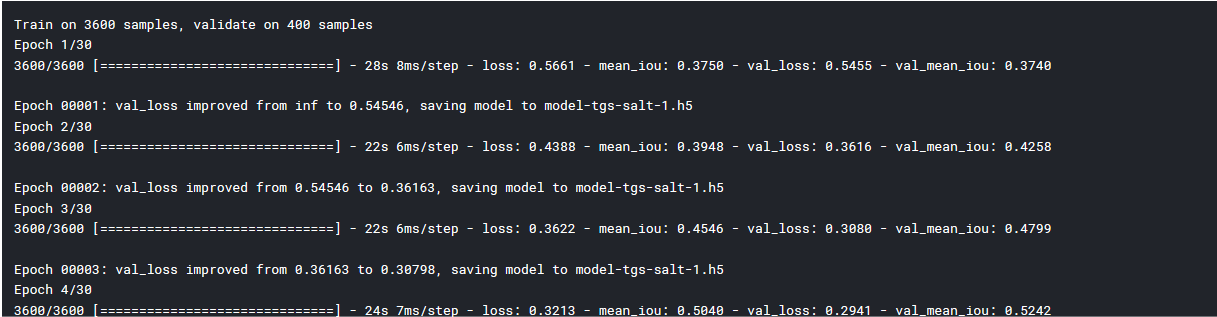 Train on 3600 samples, validate on 400 samples
Epoch 1/30
3600/3600 [==============================] - 28s 8ms/step - loss: 0.5661 - mean_iou: 0.3750 - val_loss: 0.5455 - val_mean_iou: 0.3740
Epoch 00001: val_loss improved from inf to 0.54546, saving model to model-tgs-salt-1.h5
Epoch 2/30
3600/3600 [==============================] - 22s 6ms/step - loss: 0.4388 - mean_iou: 0.3948 - val_loss: 0.3616 - val_mean_iou: 0.4258
Epoch 00002: val_loss improved from 0.54546 to 0.36163, saving model to model-tgs-salt-1.h5
Epoch 3/30
3600/3600 [==============================] - 22s 6ms/step - loss: 0.3622 - mean_iou: 0.4546 - val_loss: 0.3080 - val_mean_iou: 0.4799
Epoch 00003: val_loss improved from 0.36163 to 0.30798, saving model to model-tgs-salt-1.h5
Epoch 4/30
3600/3600 [==============================] - 24s 7ms/step - loss: 0.3213 - mean_iou: 0.5040 - val_loss: 0.2941 - val_mean_iou: 0.5242